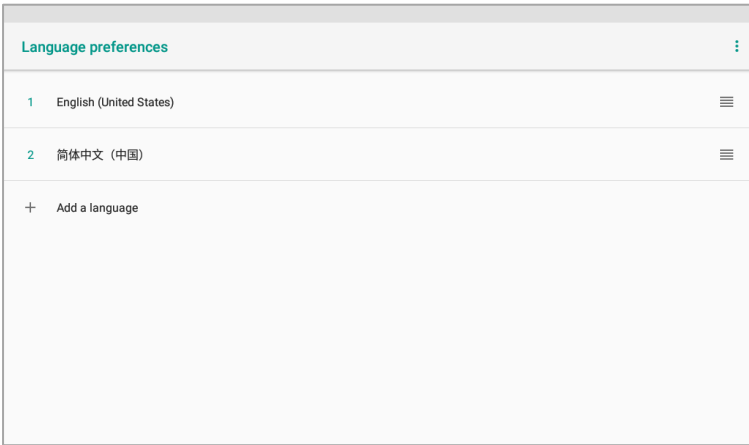 Language preferences
1 English (United States)
2 简体中文（中国）
Add a language